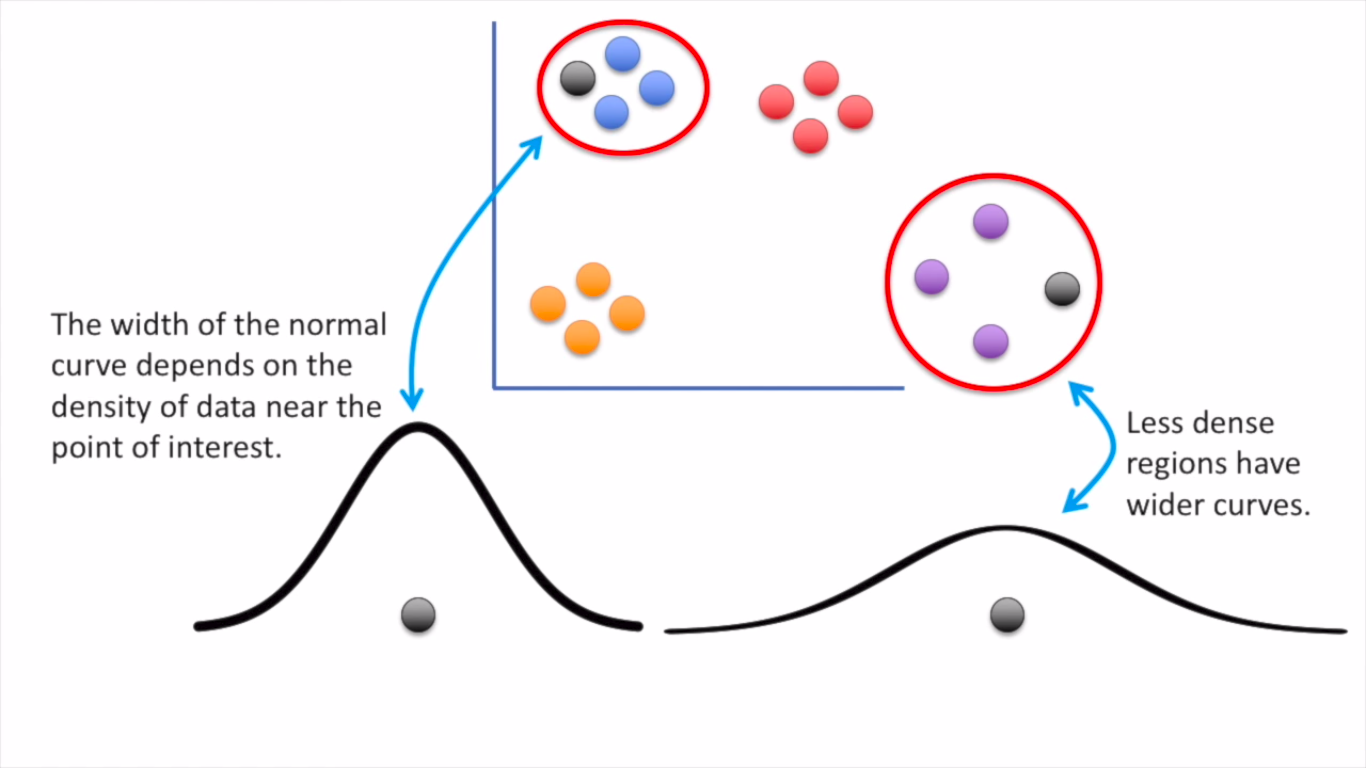 The width of the normal
curve depends on the
density of data near the
point of interest.
Less dense
regions have
wider curves.